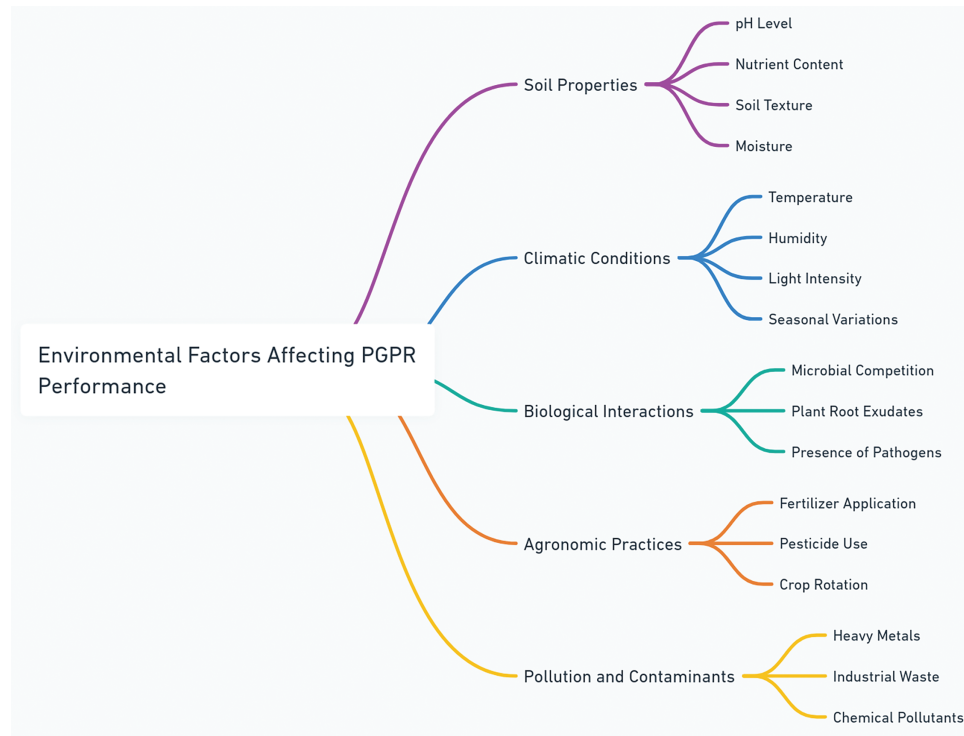 Environmental Factors Affecting PGPR
Performance
Soil Properties
pH Level
Nutrient Content
Soil Texture
Moisture
Climatic Conditions
Temperature
Humidity
Light Intensity
Seasonal Variations
Biological Interactions
Microbial Competition
Plant Root Exudates
Presence of Pathogens
Agronomic Practices
Fertilizer Application
Pesticide Use
Crop Rotation
Pollution and Contaminants
Heavy Metals
Industrial Waste
Chemical Pollutants